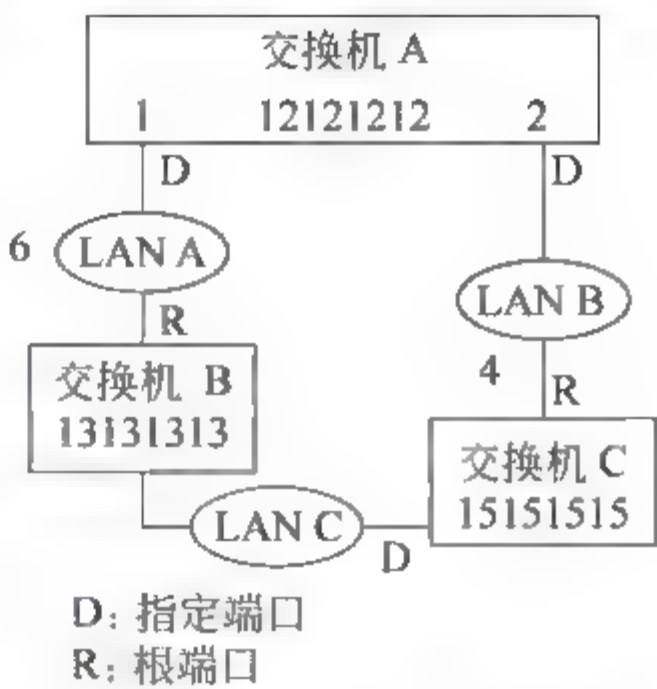 交换机 A
1 12121212 2
D D
6 LAN A
LAN B
R
4 R
交换机 B
13131313
交换机 C
15151515
LAN C
D
D: 指定端口
R: 根端口